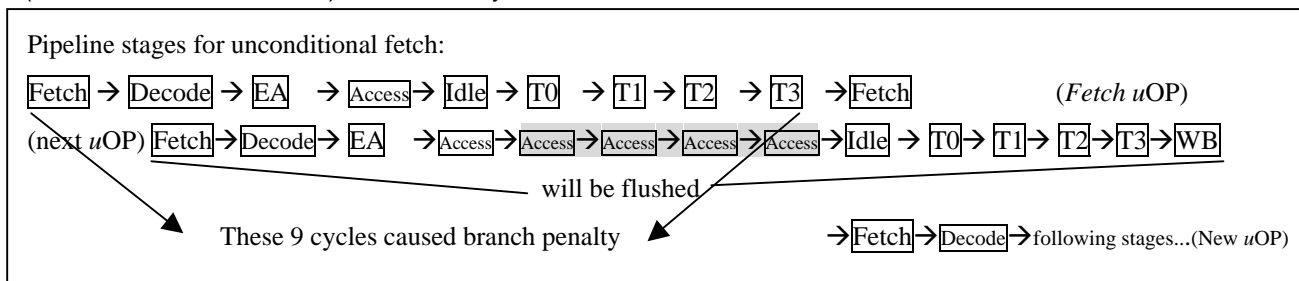 Pipeline stages for unconditional fetch:
Fetch → Decode → EA → Access → Idle → T0 → T1 → T2 → T3 → Fetch (Fetch uOP)
(next uOP) Fetch → Decode → EA → Access → Access → Access → Access → Access → Idle → T0 → T1 → T2 → T3 → WB
will be flushed
These 9 cycles caused branch penalty → Fetch → Decode → following stages...(New uOP)